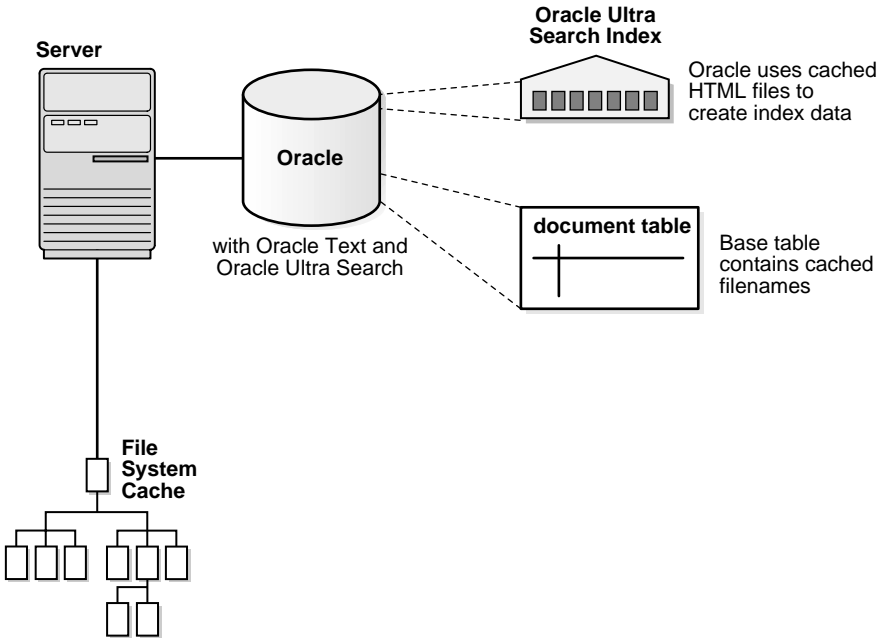 Oracle Ultra
Search Index
Server
Oracle uses cached
HTML files to
create index data
Oracle
with Oracle Text and
Oracle Ultra Search
document table
Base table
contains cached
filenames
File
System
Cache